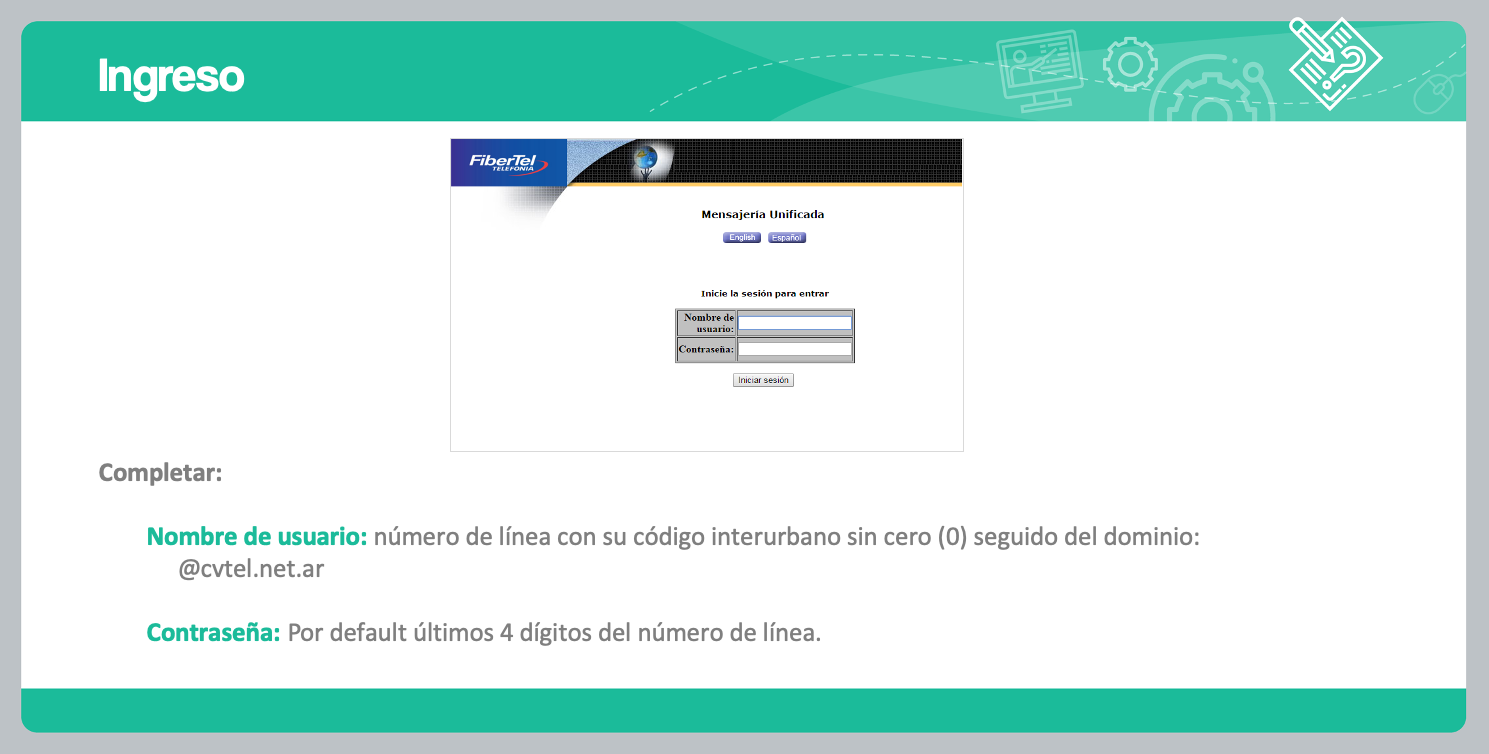 Ingreso
FiberTel
TELEFONIA
Mensajería Unificada
English Español
Inicie la sesión para entrar
Nombre de
usuario:
Contraseña:
Iniciar sesión
Completar:
Nombre de usuario: número de línea con su código interurbano sin cero (0) seguido del dominio:
@cvtel.net.ar
Contraseña: Por default últimos 4 dígitos del número de línea.